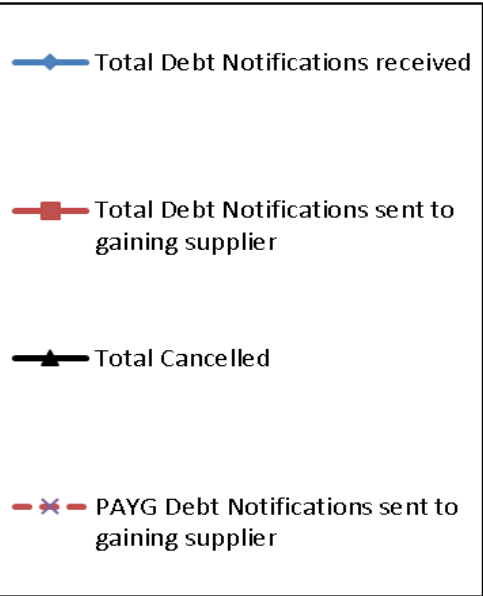 Total Debt Notifications received
Total Debt Notifications sent to
gaining supplier
Total Cancelled
PAYG Debt Notifications sent to
gaining supplier